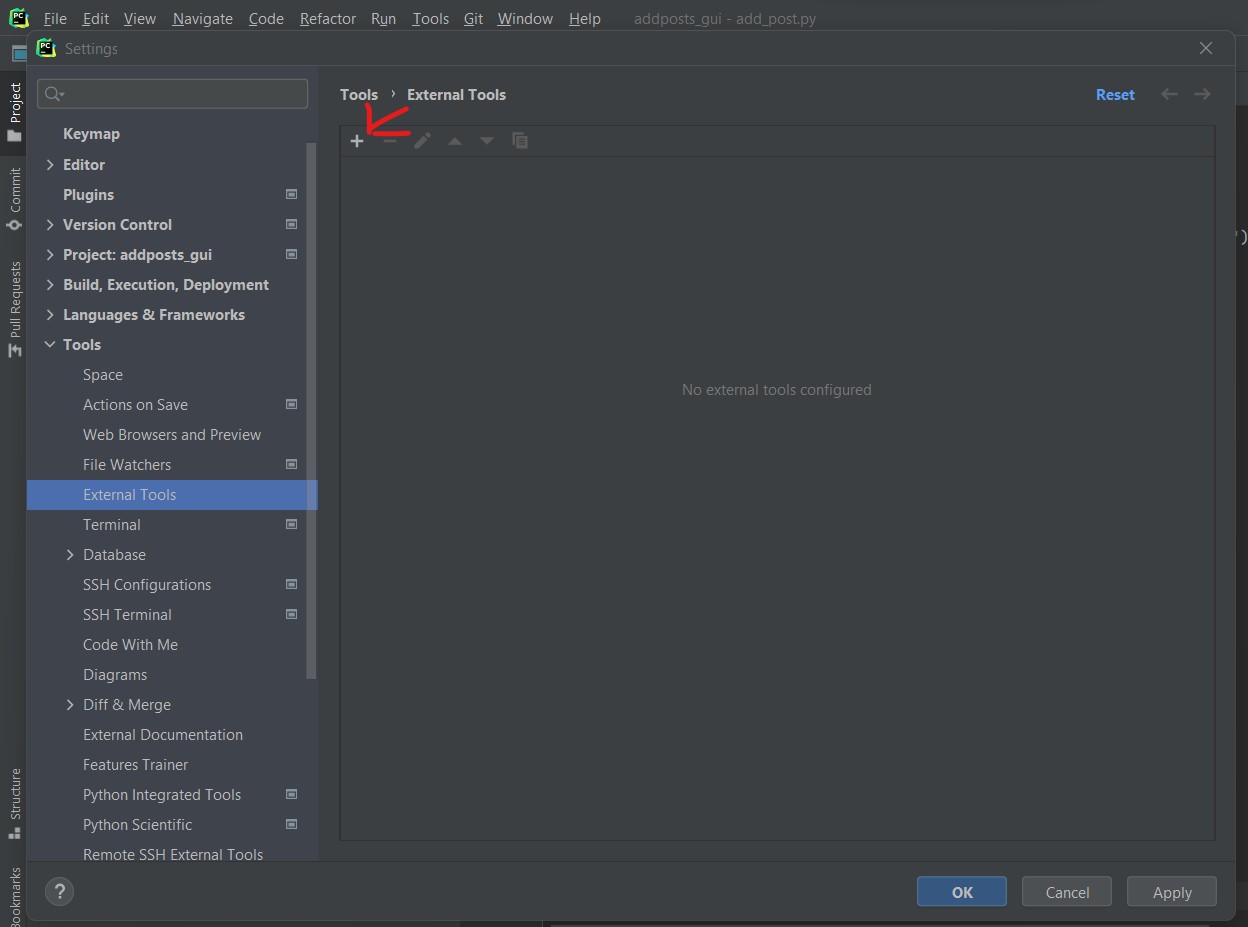 PC
File Edit View Navigate Code Refactor Run Tools Git Window Help addposts_gui - add_post.py
PC
Settings
Tools › External Tools
Reset
Keymap
Editor
Plugins
Version Control
Project: addposts_gui
Build, Execution, Deployment
Languages & Frameworks
Tools
Space
Actions on Save
Web Browsers and Preview
File Watchers
External Tools
Terminal
Database
SSH Configurations
SSH Terminal
Code With Me
Diagrams
Diff & Merge
External Documentation
Features Trainer
Python Integrated Tools
Python Scientific
Remote SSH External Tools
No external tools configured
?
OK Cancel Apply
Project
Commit
Pull Requests
Structure
Bookmarks
')